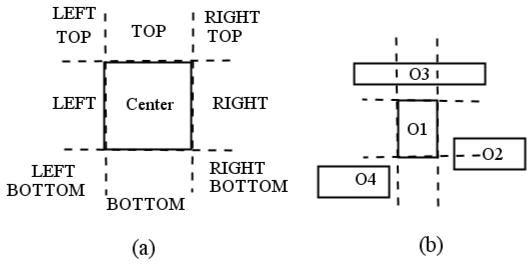 LEFT
TOP
TOP
RIGHT
TOP
LEFT
Center
RIGHT
LEFT
BOTTOM
BOTTOM
RIGHT
BOTTOM
(a)
O3
O1
O2
O4
(b)